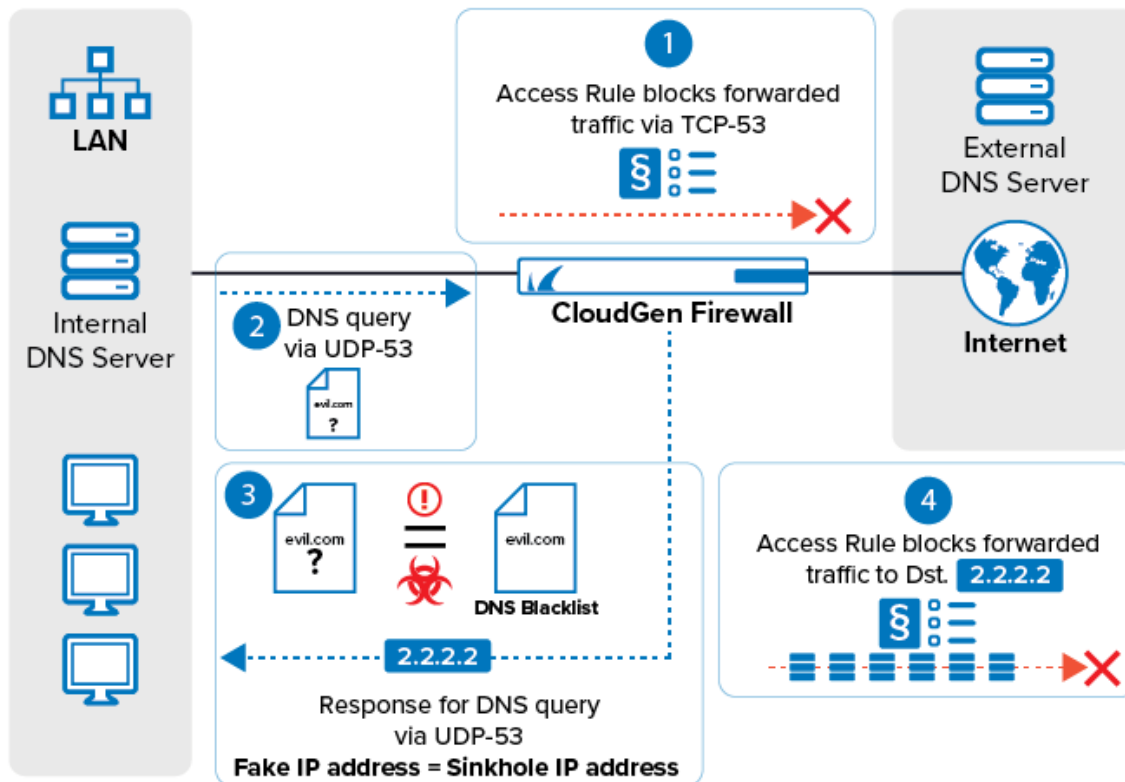 LAN
Internal
DNS Server
1
Access Rule blocks forwarded
traffic via TCP-53
§
External
DNS Server
Internet
CloudGen Firewall
2
DNS query
via UDP-53
evil.com
?
3
evil.com
?
!
evil.com
DNS Blacklist
2.2.2.2
Response for DNS query
via UDP-53
Fake IP address = Sinkhole IP address
4
Access Rule blocks forwarded
traffic to Dst. 2.2.2.2
§